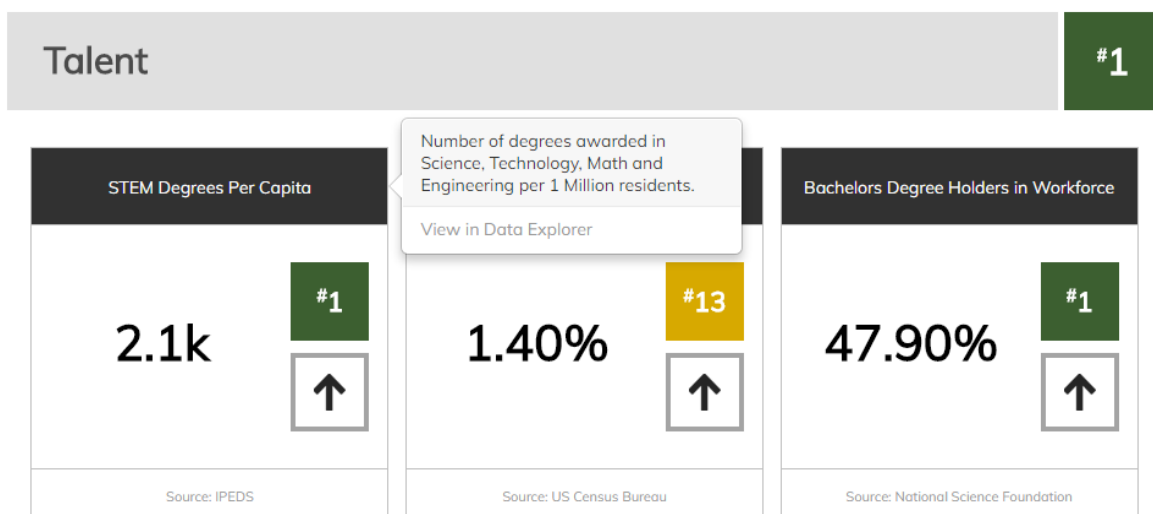 Talent
#1
STEM Degrees Per Capita
Number of degrees awarded in
Science, Technology, Math and
Engineering per 1 Million residents.
View in Data Explorer
Bachelors Degree Holders in Workforce
2.1k
#1
1.40%
#13
47.90%
#1
Source: IPEDS
Source: US Census Bureau
Source: National Science Foundation